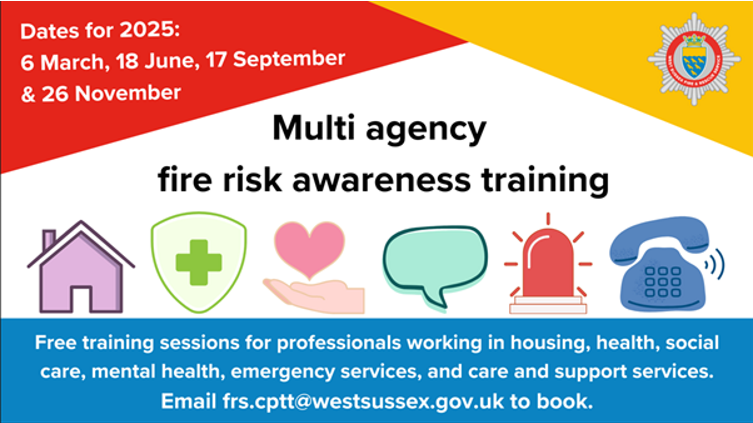 Dates for 2025:
6 March, 18 June, 17 September
& 26 November
Multi agency
fire risk awareness training
Free training sessions for professionals working in housing, health, social
care, mental health, emergency services, and care and support services.
Email frs.cptt@westsussex.gov.uk to book.